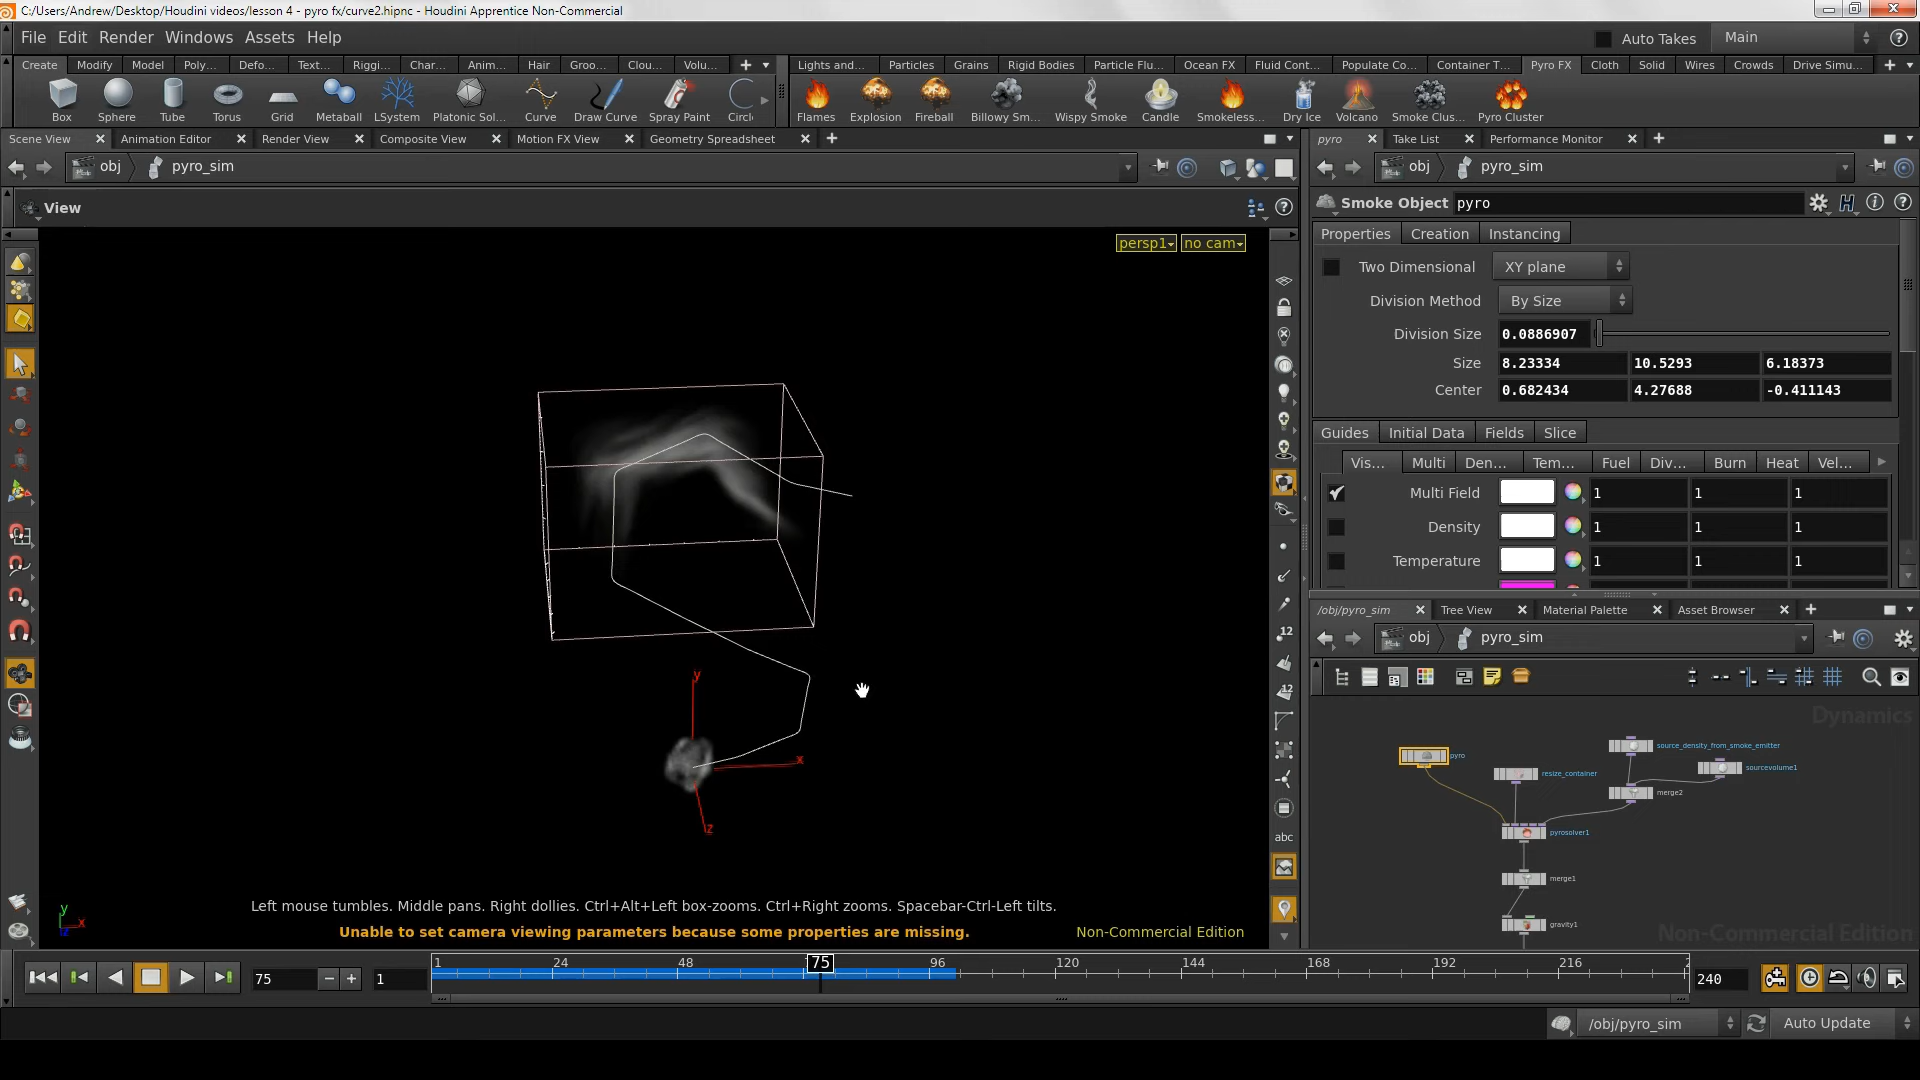 C:/Users/Andrew/Desktop/Houdini videos/lesson 4 - pyro fx/curve2.hipnc - Houdini Apprentice Non-Commercial
File Edit Render Windows Assets Help
Auto Takes Main
Create Modify Model Poly... Defo... Text... Riggi... Char... Anim... Hair Groo... Clou... Volu...
Lights and... Particles Grains Rigid Bodies Particle Flu... Ocean FX Fluid Cont... Populate Co... Container T... Pyro FX Cloth Solid Wires Crowds Drive Simu...
Box Sphere Tube Torus Grid Metaball LSystem Platonic Sol... Curve Draw Curve Spray Paint Circl
Flames Explosion Fireball Billowy Sm... Wispy Smoke Candle Smokeless... Dry Ice Volcano Smoke Clus... Pyro Cluster
Scene View Animation Editor Render View Composite View Motion FX View Geometry Spreadsheet
pyro Take List Performance Monitor
obj pyro_sim
obj pyro_sim
View
Smoke Object pyro
persp1 no cam
Properties Creation Instancing
Two Dimensional XY plane
Division Method By Size
Division Size 0.0886907
Size 8.23334 10.5293 6.18373
Center 0.682434 4.27688 -0.411143
Guides Initial Data Fields Slice
Vis... Multi Den... Tem... Fuel Div... Burn Heat Vel...
Multi Field 1 1 1
Density 1 1 1
Temperature 1 1 1
/obj/pyro_sim Tree View Material Palette Asset Browser
obj pyro_sim
12
12
abc
y
x
z
y
x
Dynamics
pyro
source_density_from_smoke_emitter
resize_container
sourcevolume1
merge2
pyrosolver1
merge1
gravity1
Non-Commercial Edition
Left mouse tumbles. Middle pans. Right dollies. Ctrl+Alt+Left box-zooms. Ctrl+Right zooms. Spacebar-Ctrl-Left tilts.
Unable to set camera viewing parameters because some properties are missing.
Non-Commercial Edition
75 1
1 24 48 75 96 120 144 168 192 216 2
240
/obj/pyro_sim Auto Update